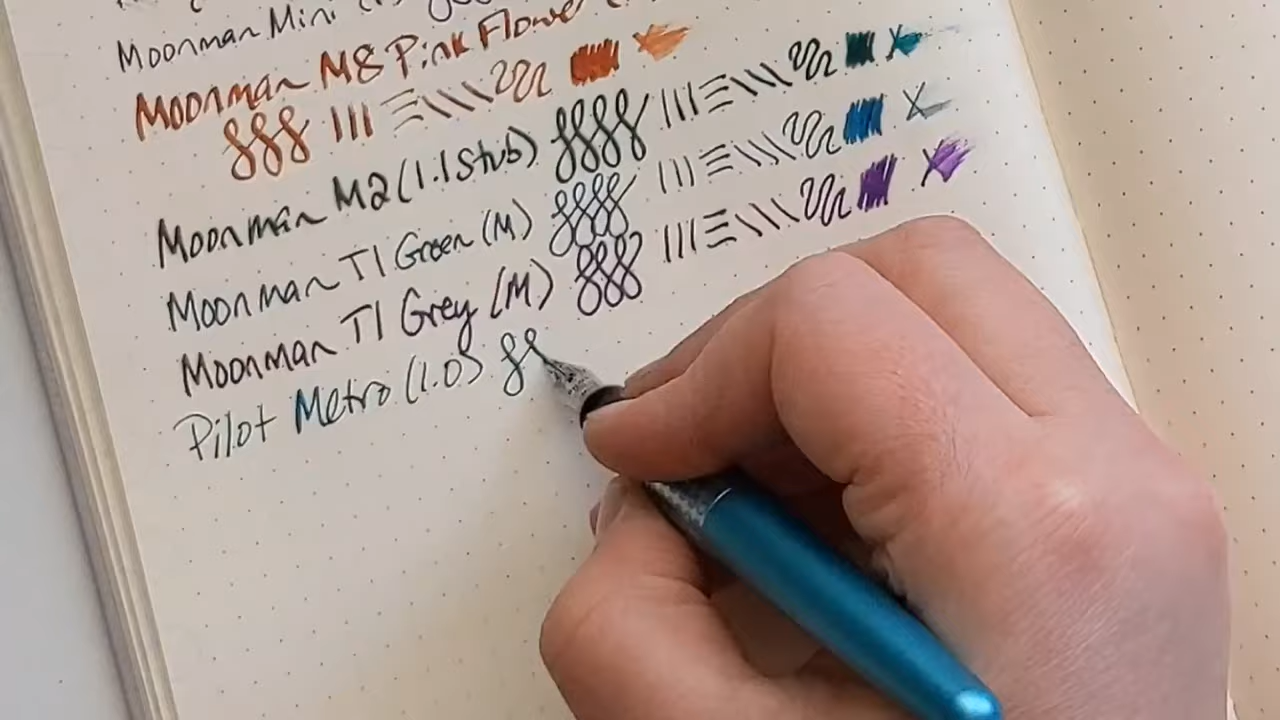 Moonman Mini
Moonman M8 Pink Flower
Moonman M2 (1.1 Stub)
Moonman T1 Green (M)
Moonman T1 Grey (M)
Pilot Metro (1.0)